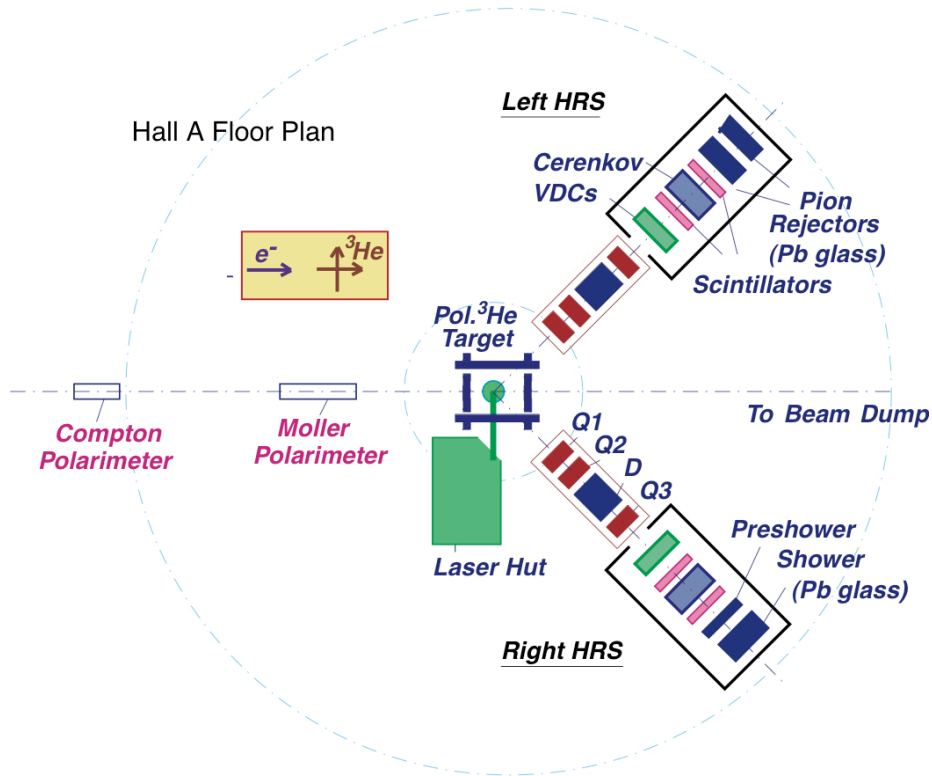 Left HRS
Hall A Floor Plan
Cerenkov
VDCs
Pion
Rejectors
(Pb glass)
Scintillators
e-
3He
Pol.3He
Target
To Beam Dump
Compton
Polarimeter
Moller
Polarimeter
Q1
Q2
D
Q3
Laser Hut
Preshower
Shower
(Pb glass)
Right HRS